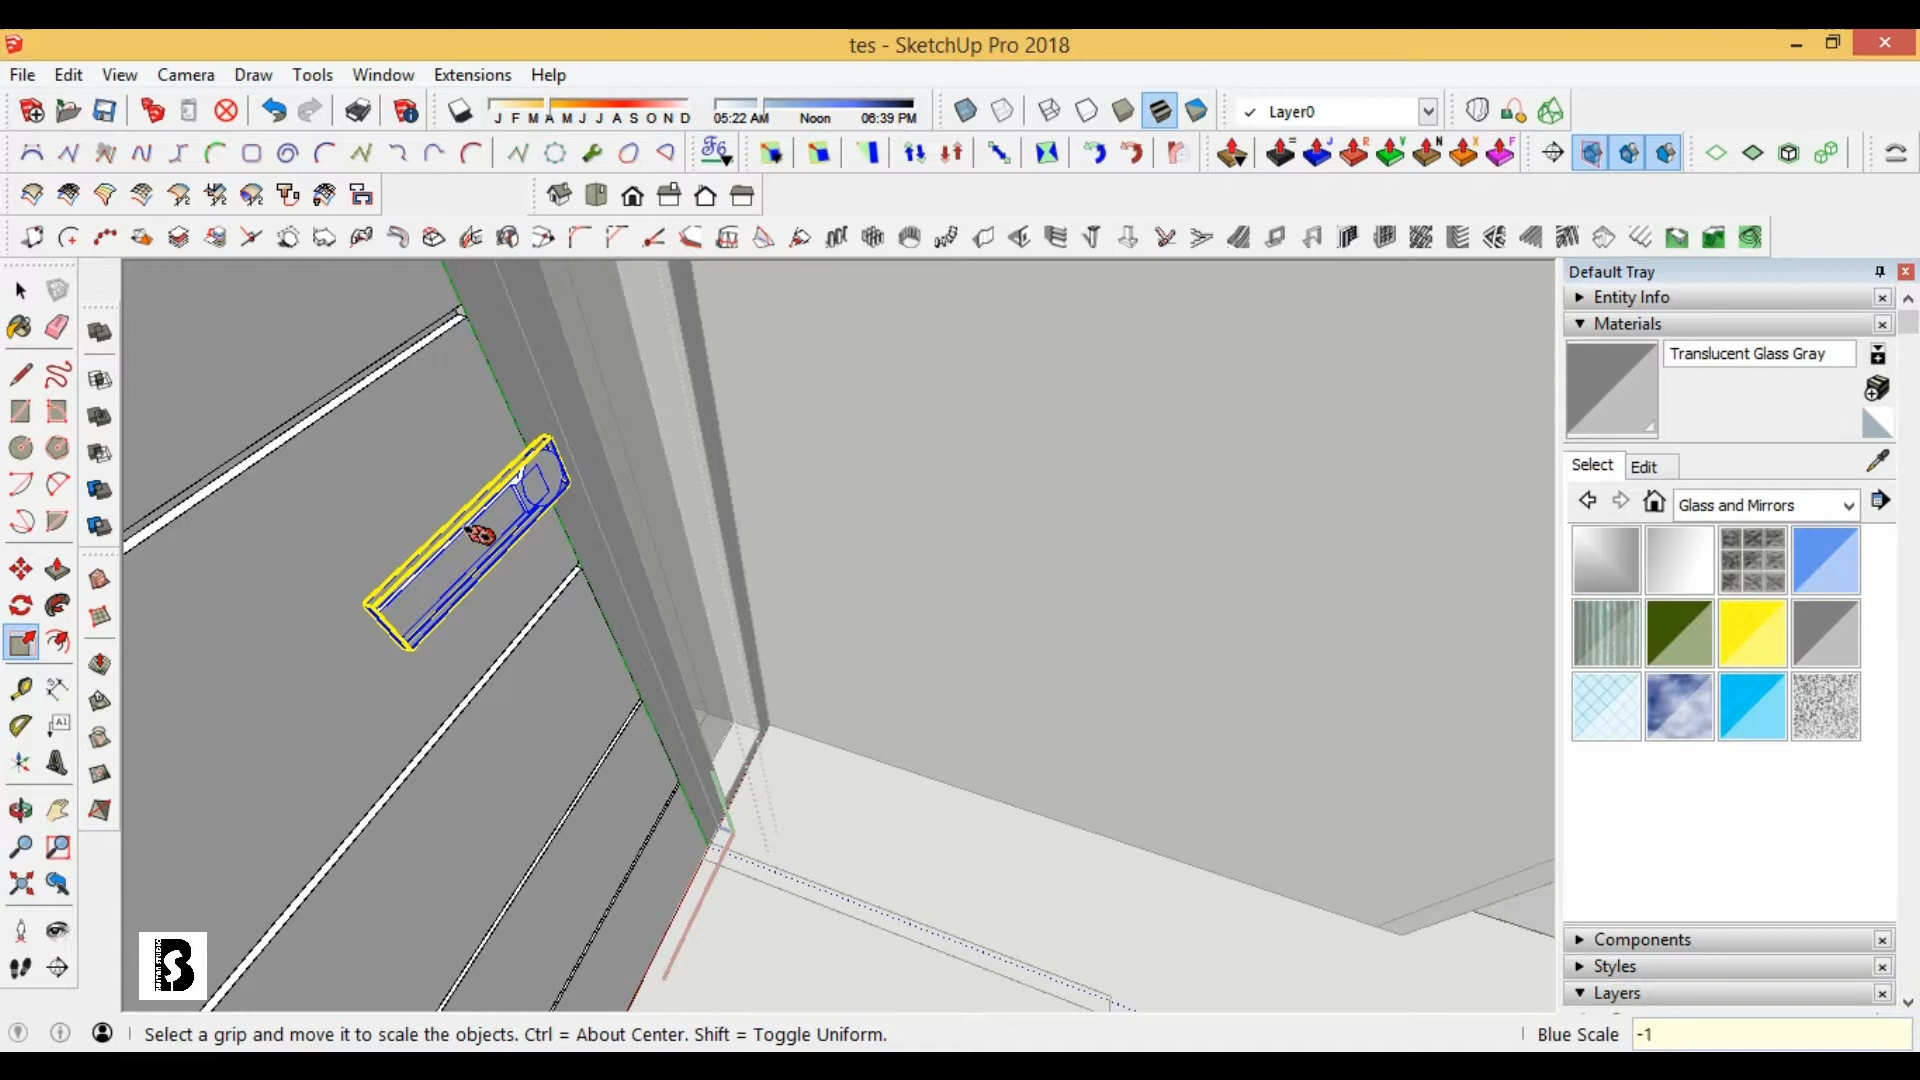 tes - SketchUp Pro 2018
File Edit View Camera Draw Tools Window Extensions Help
J F M A M J J A S O N D
05:22 AM Noon 06:39 PM
Layer0
Default Tray
Entity Info
Materials
Translucent Glass Gray
Select Edit
Glass and Mirrors
A1
Components
Styles
Layers
Select a grip and move it to scale the objects. Ctrl = About Center. Shift = Toggle Uniform.
Blue Scale -1